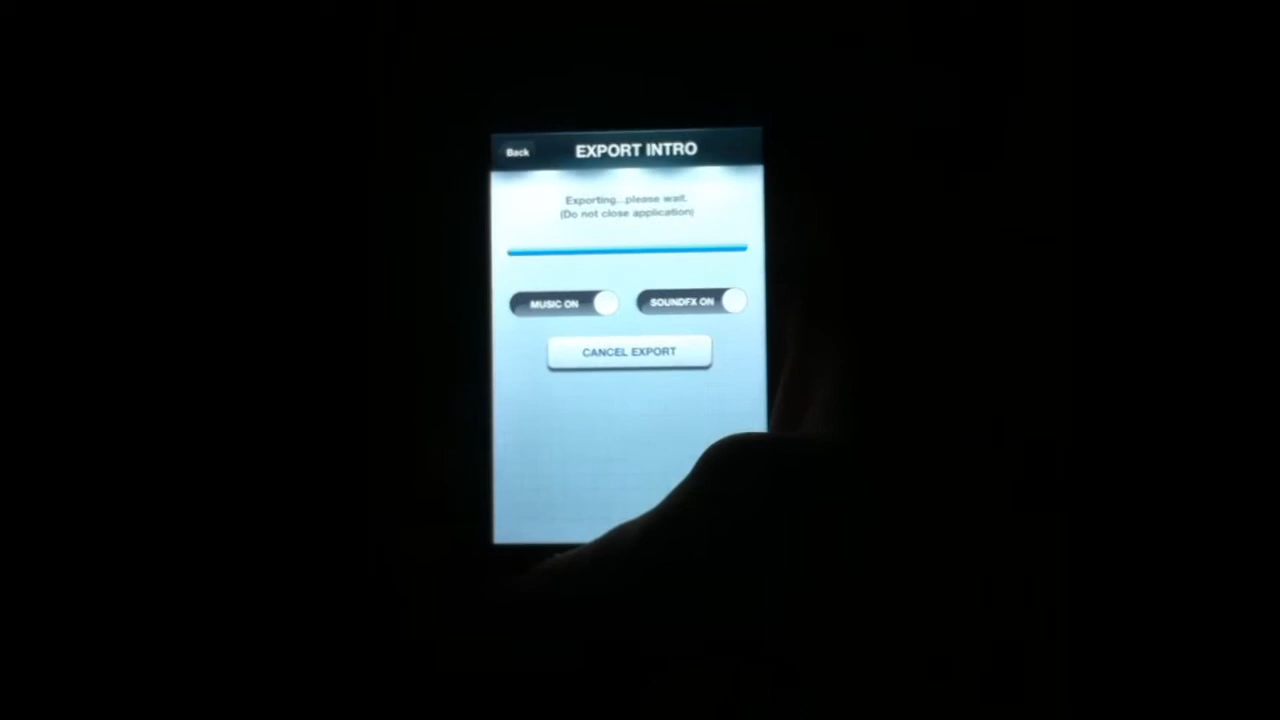 Back
EXPORT INTRO
Exporting...please wait.
(Do not close application)
MUSIC ON
SOUNDFX ON
CANCEL EXPORT